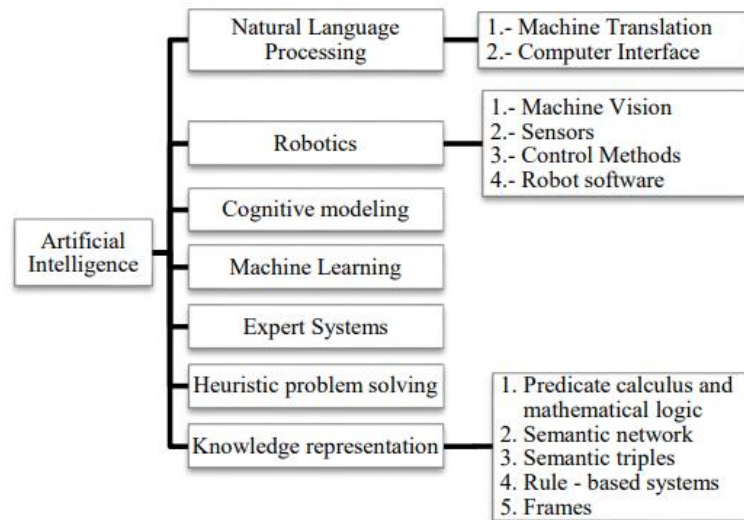 Natural Language
Processing
1.- Machine Translation
2.- Computer Interface
Robotics
1.- Machine Vision
2.- Sensors
3.- Control Methods
4.- Robot software
Cognitive modeling
Artificial
Intelligence
Machine Learning
Expert Systems
Heuristic problem solving
Knowledge representation
1. Predicate calculus and
mathematical logic
2. Semantic network
3. Semantic triples
4. Rule - based systems
5. Frames